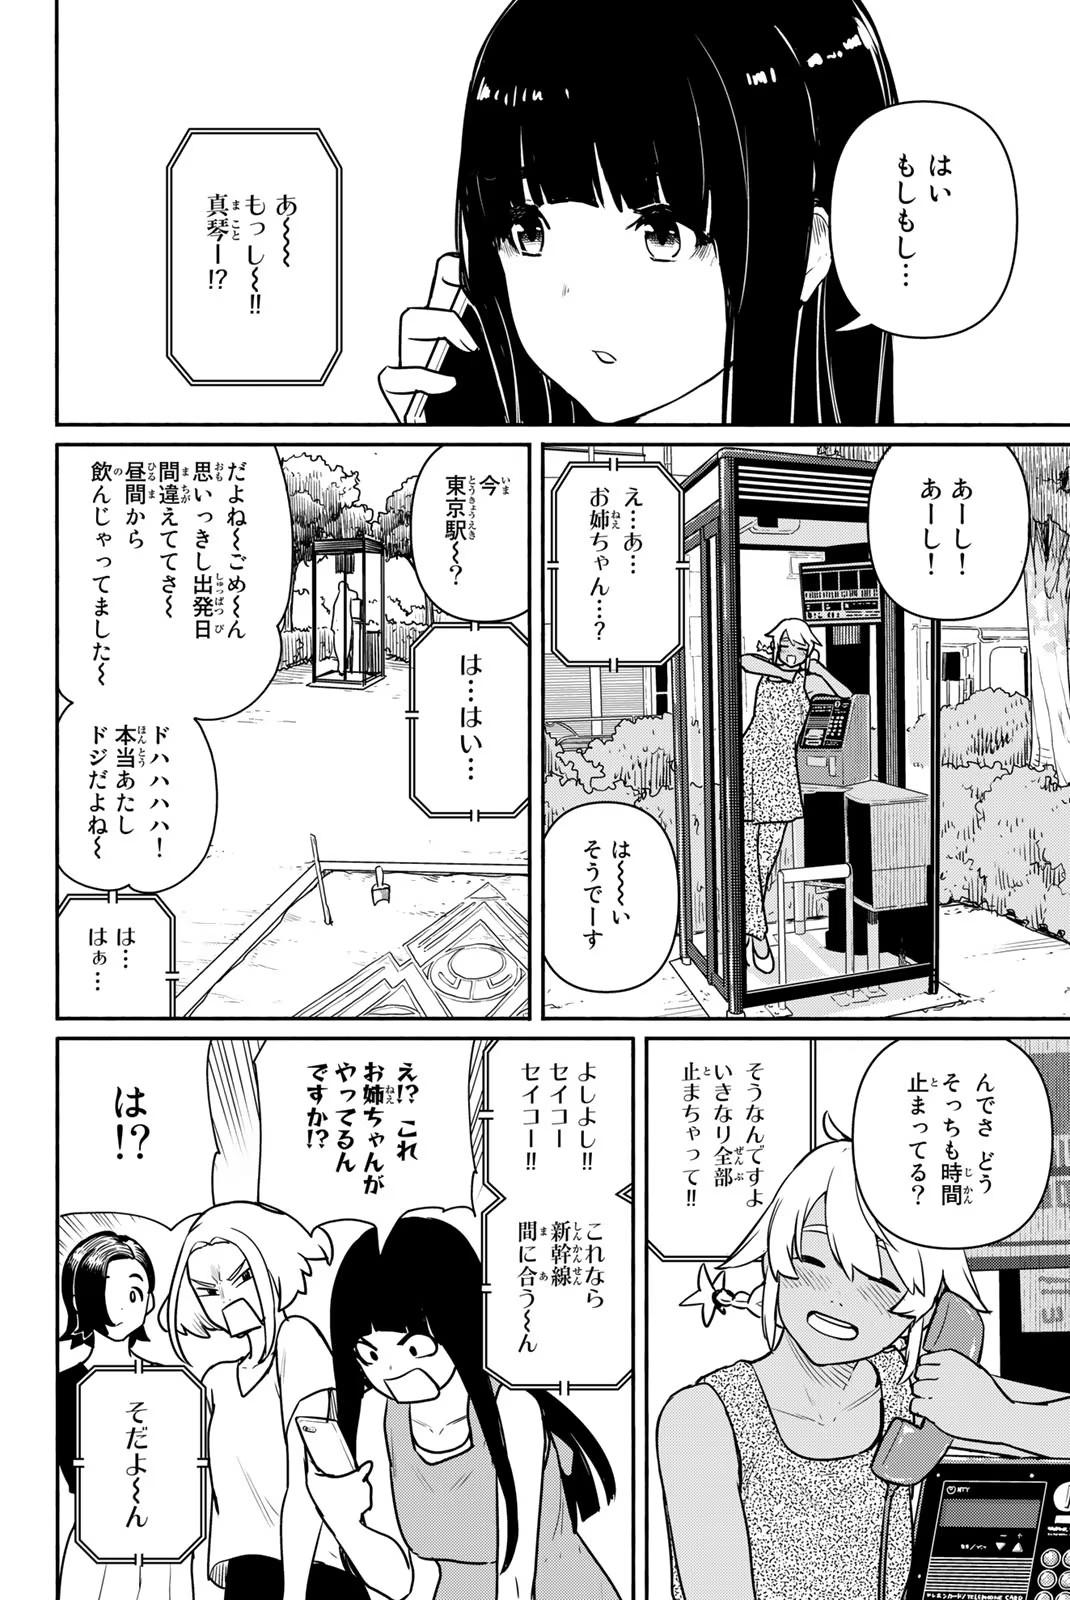 はい
もしもし…
あ〜〜〜
もっし〜!!
真琴ー!?
あーし！
あーし！
え…あ…
お姉ちゃん…？
は〜〜い
そうでーす
今
東京駅
〜？
は…はい…
だよね〜ごめ〜ん
思いっきし出発日
間違えててさ〜
昼間から
飲んじゃってました〜
ドハハハハ！
本当あたし
ドジだよね〜
は…
はぁ…
んでさ どう
そっちも時間
止まってる？
そうなんですよ
いきなり全部
止まちゃって!!
よしよし!!
セイコー
セイコー!!
これなら
新幹線
間に合う〜ん
え!? これ
お姉ちゃんが
やってるん
ですか!?
は!?
そだよ〜ん
NTY
TELEPHONE CARD